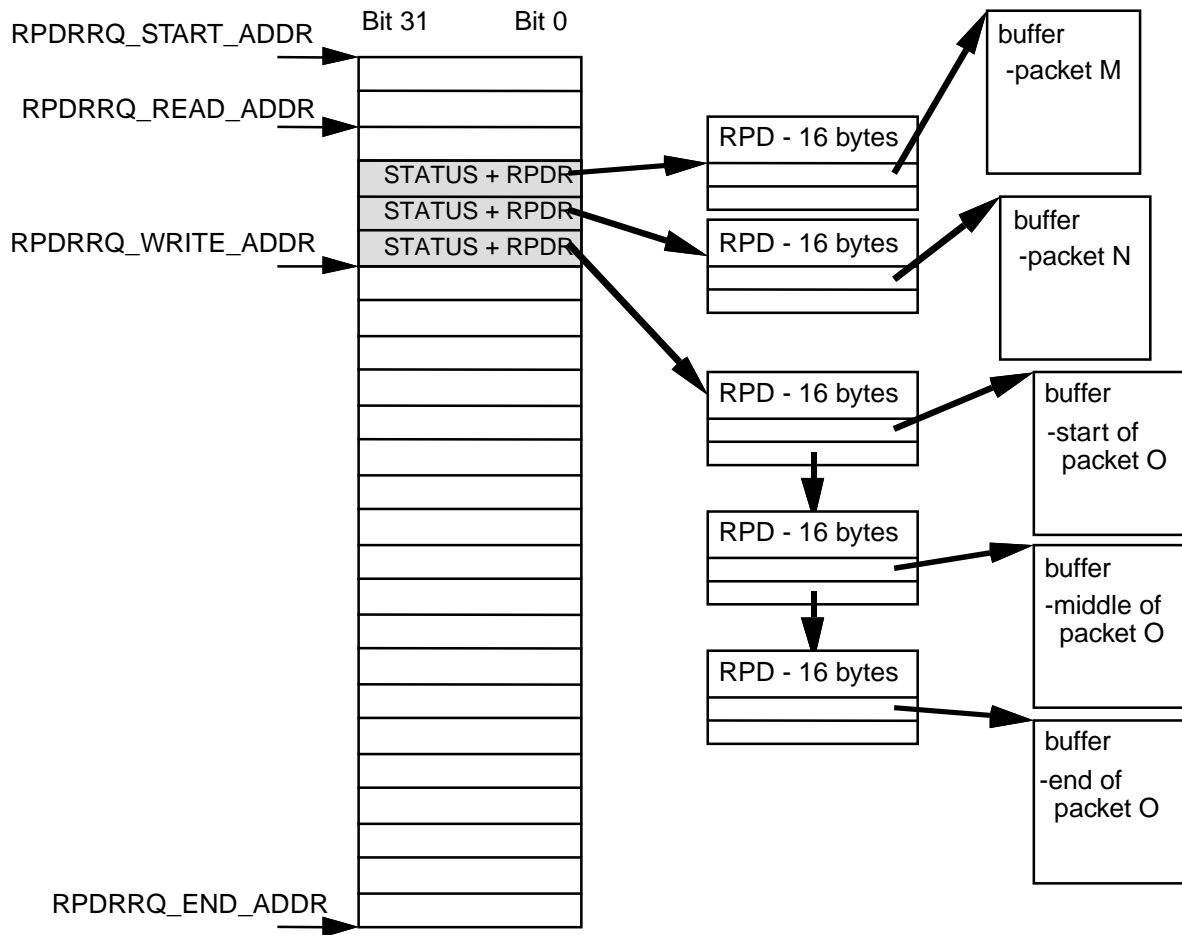 Bit 31 Bit 0
RPDRRQ_START_ADDR
RPDRRQ_READ_ADDR
STATUS + RPDR
STATUS + RPDR
RPDRRQ_WRITE_ADDR
STATUS + RPDR
RPDRRQ_END_ADDR
RPD - 16 bytes
RPD - 16 bytes
RPD - 16 bytes
RPD - 16 bytes
RPD - 16 bytes
buffer
-packet M
buffer
-packet N
buffer
-start of
packet O
buffer
-middle of
packet O
buffer
-end of
packet O